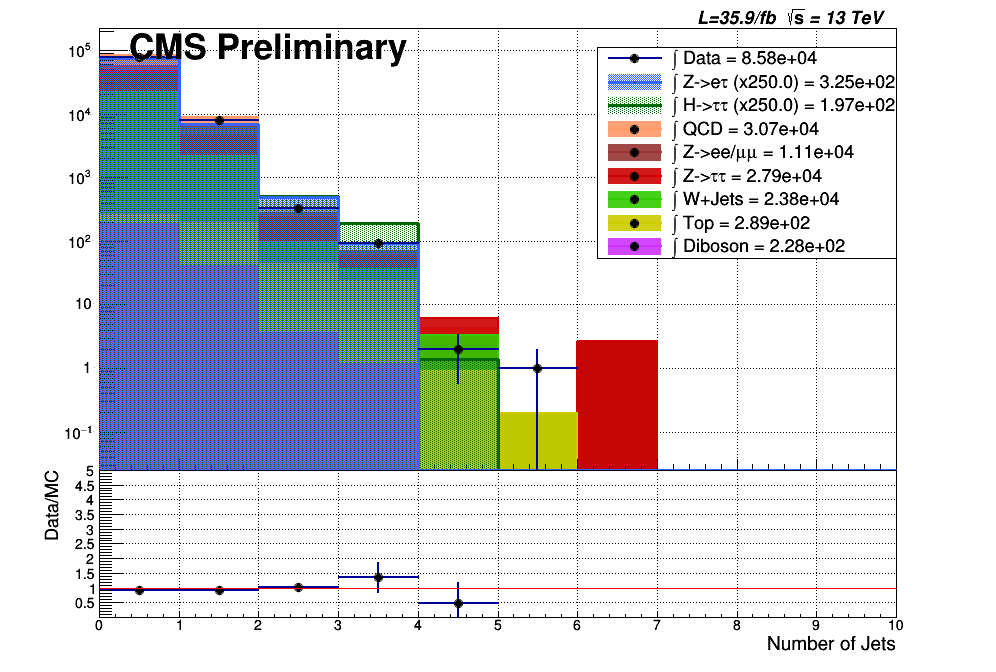 L=35.9/fb √s = 13 TeV
CMS Preliminary
10⁵
10⁴
10³
10²
10
1
10⁻¹
∫ Data = 8.58e+04
∫ Z->eτ (x250.0) = 3.25e+02
∫ H->ττ (x250.0) = 1.97e+02
∫ QCD = 3.07e+04
∫ Z->ee/μμ = 1.11e+04
∫ Z->ττ = 2.79e+04
∫ W+Jets = 2.38e+04
∫ Top = 2.89e+02
∫ Diboson = 2.28e+02
Data/MC
5
4.5
4
3.5
3
2.5
2
1.5
1
0.5
0 1 2 3 4 5 6 7 8 9 10
Number of Jets